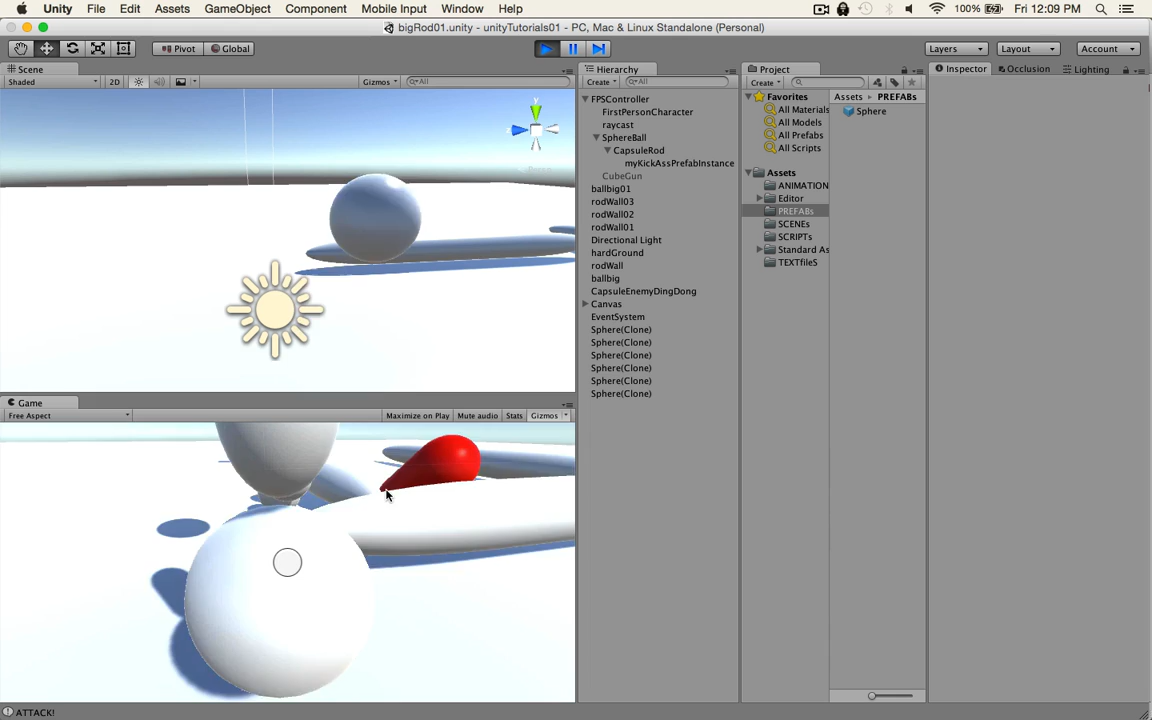 Unity File Edit Assets GameObject Component Mobile Input Window Help 100% Fri 12:09 PM
bigRod01.unity - unityTutorials01 - PC, Mac & Linux Standalone (Personal)
Pivot Global Layers Layout Account
Scene
Shaded 2D Gizmos All
y
Hierarchy
Create All
FPSController
FirstPersonCharacter
raycast
SphereBall
CapsuleRod
myKickAssPrefabInstance
CubeGun
ballbig01
rodWall03
rodWall02
rodWall01
Directional Light
hardGround
rodWall
ballbig
CapsuleEnemyDingDong
Canvas
EventSystem
Sphere(Clone)
Sphere(Clone)
Sphere(Clone)
Sphere(Clone)
Sphere(Clone)
Sphere(Clone)
Project
Create
Favorites
All Materials
All Models
All Prefabs
All Scripts
Assets
ANIMATION
Editor
PREFABs
SCENEs
SCRIPTs
Standard As
TEXTfileS
Assets PREFABs
Sphere
Inspector Occlusion Lighting
Game
Free Aspect Maximize on Play Mute audio Stats Gizmos
ATTACK!